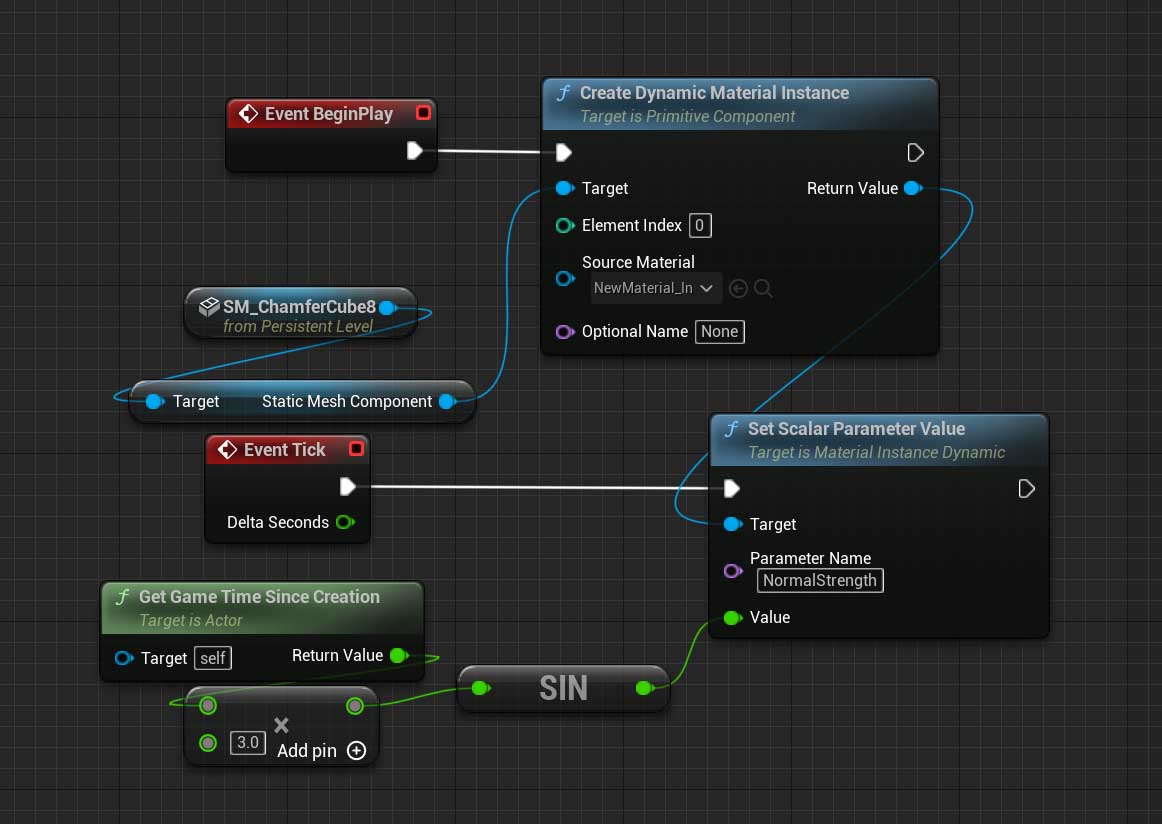 Event BeginPlay
Create Dynamic Material Instance
Target is Primitive Component
Target
Return Value
Element Index 0
Source Material
NewMaterial_In
Optional Name None
SM_ChamferCube8
from Persistent Level
Target Static Mesh Component
Event Tick
Delta Seconds
Set Scalar Parameter Value
Target is Material Instance Dynamic
Target
Parameter Name
NormalStrength
Value
Get Game Time Since Creation
Target is Actor
Target self Return Value
SIN
×
3.0
Add pin